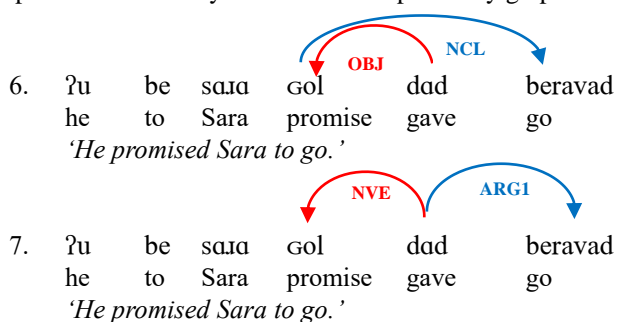 OBJ NCL
6. ʔu be sɑɹɑ ɢol dɑd beravad
he to Sara promise gave go
‘He promised Sara to go.’
NVE ARG1
7. ʔu be sɑɹɑ ɢol dɑd beravad
he to Sara promise gave go
‘He promised Sara to go.’